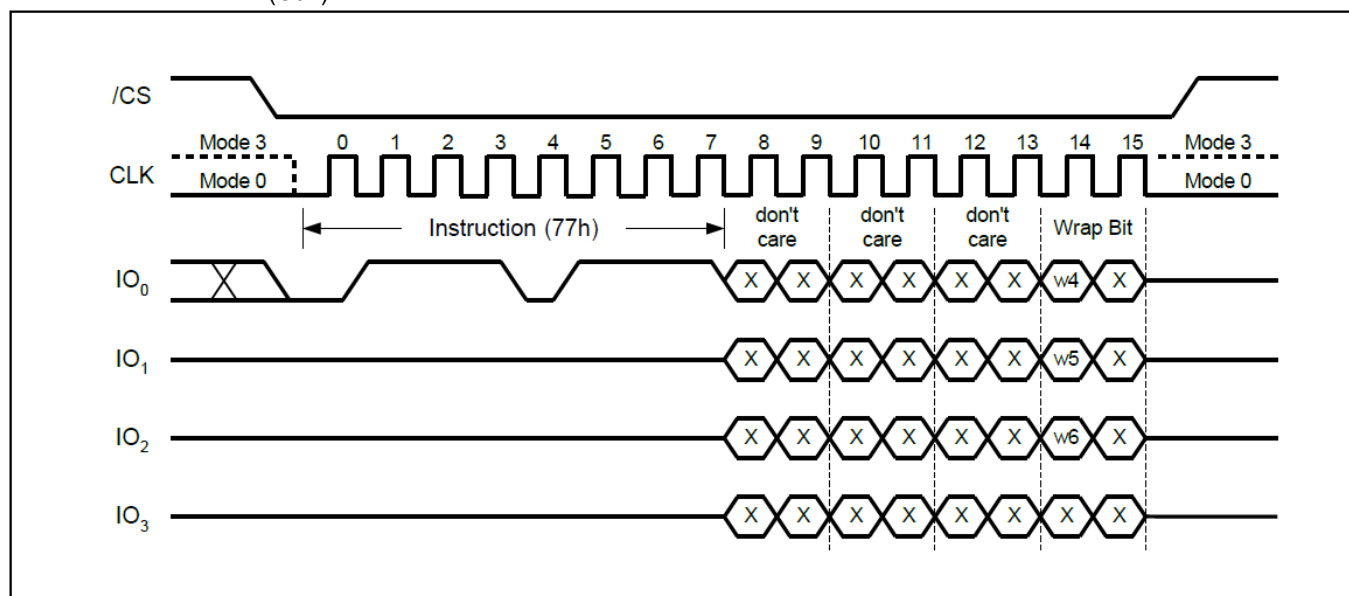 /CS
Mode 3 0 1 2 3 4 5 6 7 8 9 10 11 12 13 14 15 Mode 3
CLK
Mode 0 Mode 0
Instruction (77h) don't care don't care don't care Wrap Bit
IO0 X X X X X X X w4 X
IO1 X X X X X X w5 X
IO2 X X X X X X w6 X
IO3 X X X X X X X X